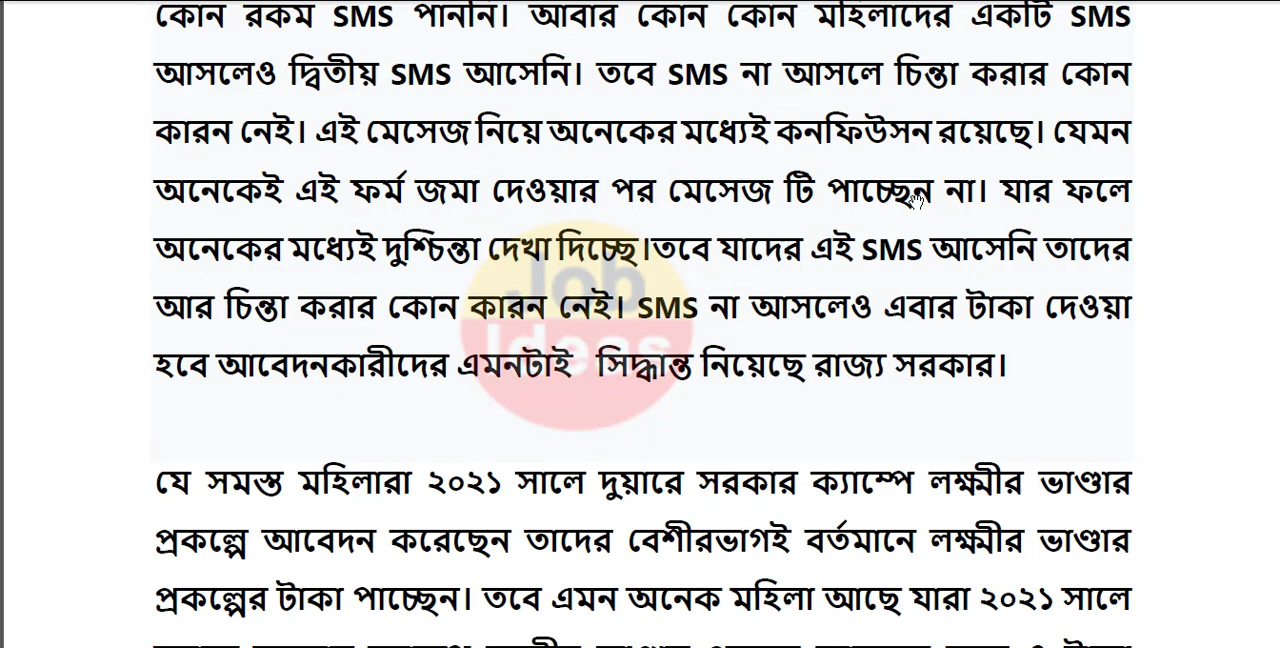 কোন রকম SMS পাননি। আবার কোন কোন মহিলাদের একটি SMS
আসলেও দ্বিতীয় SMS আসেনি। তবে SMS না আসলে চিন্তা করার কোন
কারন নেই। এই মেসেজ নিয়ে অনেকের মধ্যেই কনফিউসন রয়েছে। যেমন
অনেকেই এই ফর্ম জমা দেওয়ার পর মেসেজ টি পাচ্ছেন না। যার ফলে
অনেকের মধ্যেই দুশ্চিন্তা দেখা দিচ্ছে।তবে যাদের এই SMS আসেনি তাদের
আর চিন্তা করার কোন কারন নেই। SMS না আসলেও এবার টাকা দেওয়া
হবে আবেদনকারীদের এমনটাই সিদ্ধান্ত নিয়েছে রাজ্য সরকার।
Job
Ideas
যে সমস্ত মহিলারা ২০২১ সালে দুয়ারে সরকার ক্যাম্পে লক্ষ্মীর ভাণ্ডার
প্রকল্পে আবেদন করেছেন তাদের বেশীরভাগই বর্তমানে লক্ষ্মীর ভাণ্ডার
প্রকল্পের টাকা পাচ্ছেন। তবে এমন অনেক মহিলা আছে যারা ২০২১ সালে